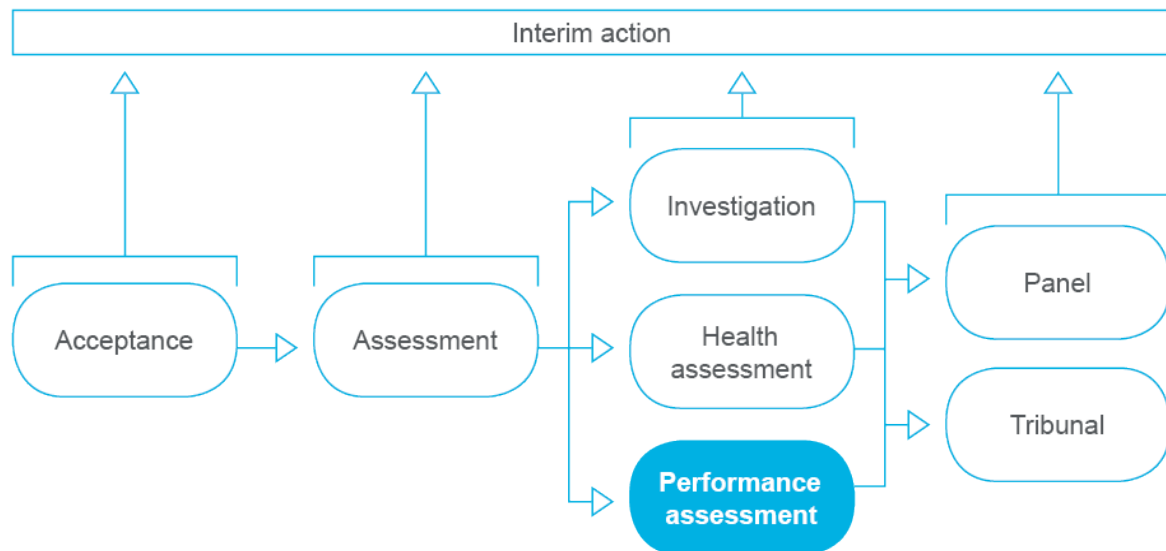 Interim action
Acceptance
Assessment
Investigation
Health
assessment
Performance
assessment
Panel
Tribunal